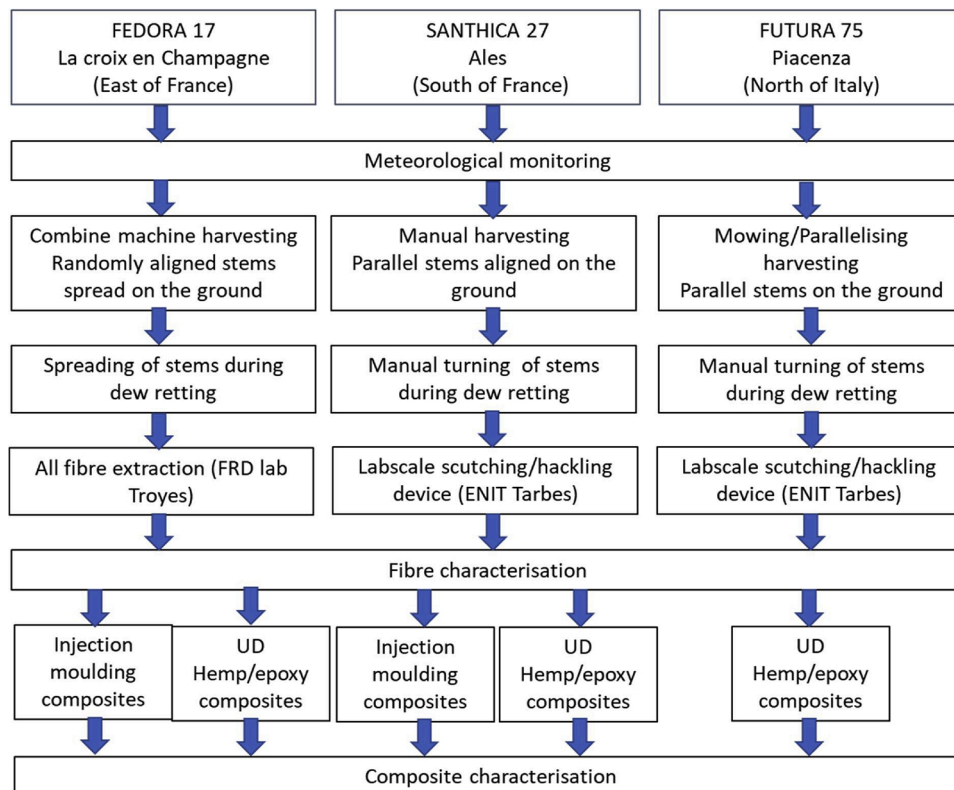 FEDORA 17
La croix en Champagne
(East of France)
SANTHICA 27
Ales
(South of France)
FUTURA 75
Piacenza
(North of Italy)
Meteorological monitoring
Combine machine harvesting
Randomly aligned stems
spread on the ground
Manual harvesting
Parallel stems aligned on the
ground
Mowing/Parallelising
harvesting
Parallel stems on the ground
Spreading of stems during
dew retting
Manual turning of stems
during dew retting
Manual turning of stems
during dew retting
All fibre extraction (FRD lab
Troyes)
Labscale scutching/hackling
device (ENIT Tarbes)
Labscale scutching/hackling
device (ENIT Tarbes)
Fibre characterisation
Injection
moulding
composites
UD
Hemp/epoxy
composites
Injection
moulding
composites
UD
Hemp/epoxy
composites
UD
Hemp/epoxy
composites
Composite characterisation